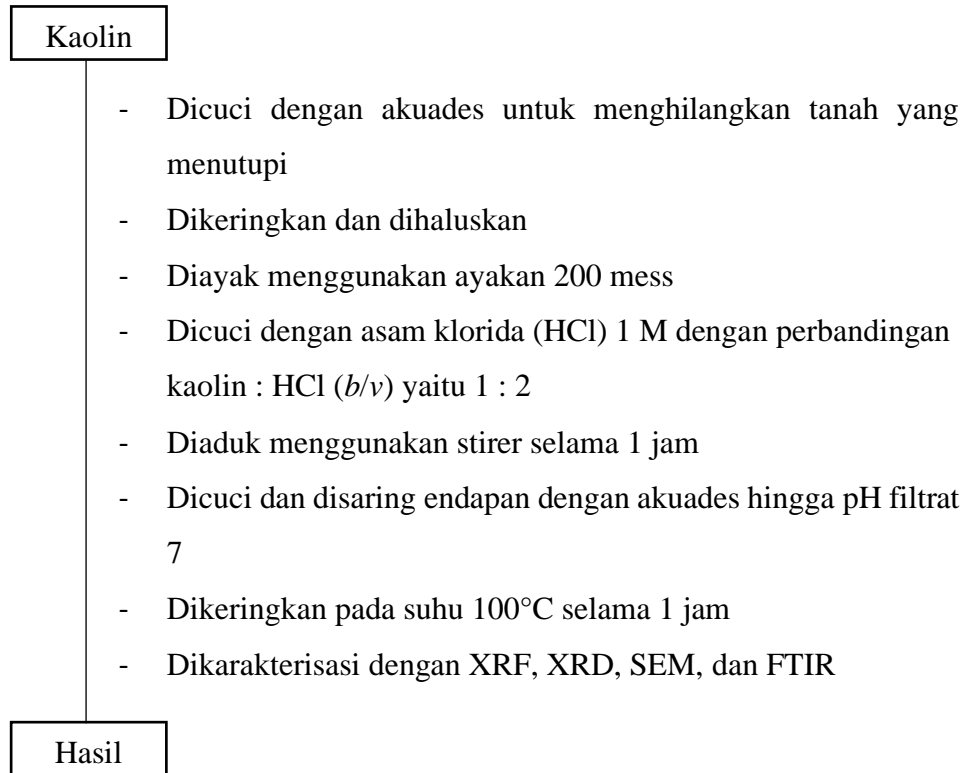 Kaolin
- Dicuci dengan akuades untuk menghilangkan tanah yang
menutupi
- Dikeringkan dan dihaluskan
- Diayak menggunakan ayakan 200 mess
- Dicuci dengan asam klorida (HCl) 1 M dengan perbandingan
kaolin : HCl (b/v) yaitu 1 : 2
- Diaduk menggunakan stirer selama 1 jam
- Dicuci dan disaring endapan dengan akuades hingga pH filtrat
7
- Dikeringkan pada suhu 100°C selama 1 jam
- Dikarakterisasi dengan XRF, XRD, SEM, dan FTIR
Hasil